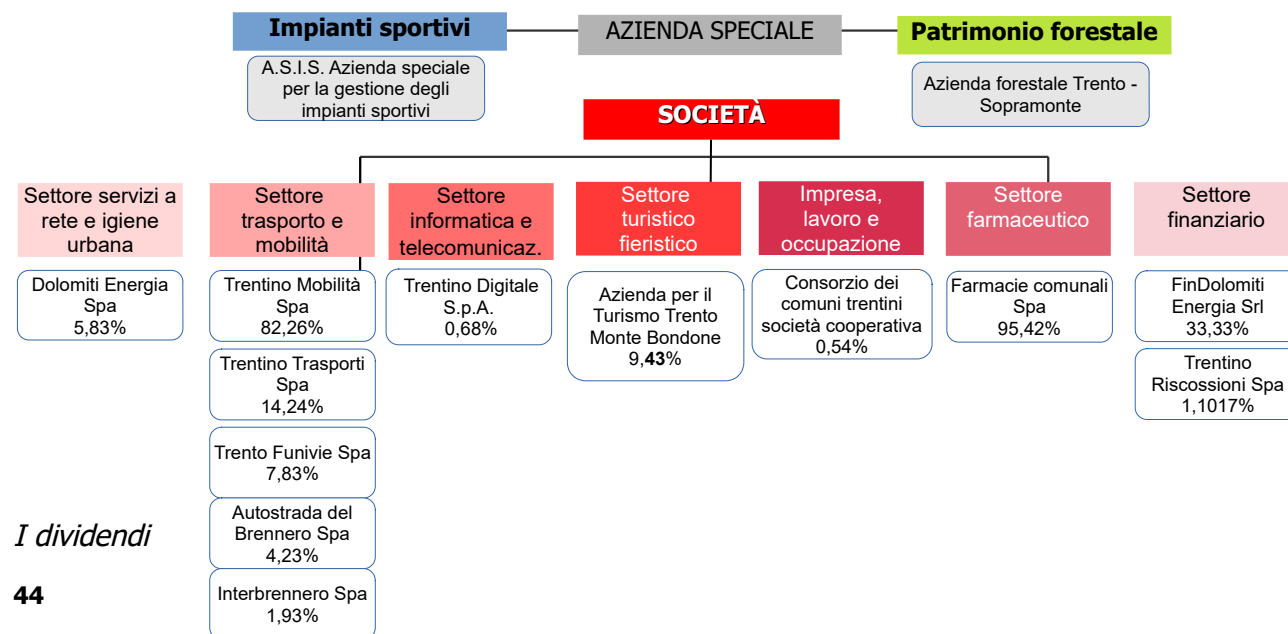 Impianti sportivi
AZIENDA SPECIALE
Patrimonio forestale
A.S.I.S. Azienda speciale
per la gestione degli
impianti sportivi
Azienda forestale Trento -
Sopramonte
SOCIETÀ
Settore servizi a
rete e igiene
urbana
Settore
trasporto e
mobilità
Settore
informatica e
telecomunicaz.
Settore
turistico
fieristico
Impresa,
lavoro e
occupazione
Settore
farmaceutico
Settore
finanziario
Dolomiti Energia
Spa
5,83%
Trentino Mobilità
Spa
82,26%
Trentino Digitale
S.p.A.
0,68%
Azienda per il
Turismo Trento
Monte Bondone
9,43%
Consorzio dei
comuni trentini
società cooperativa
0,54%
Farmacie comunali
Spa
95,42%
FinDolomiti
Energia Srl
33,33%
Trentino Trasporti
Spa
14,24%
Trentino
Riscossioni Spa
1,1017%
Trento Funivie Spa
7,83%
Autostrada del
Brennero Spa
4,23%
Interbrennero Spa
1,93%
I dividendi
44